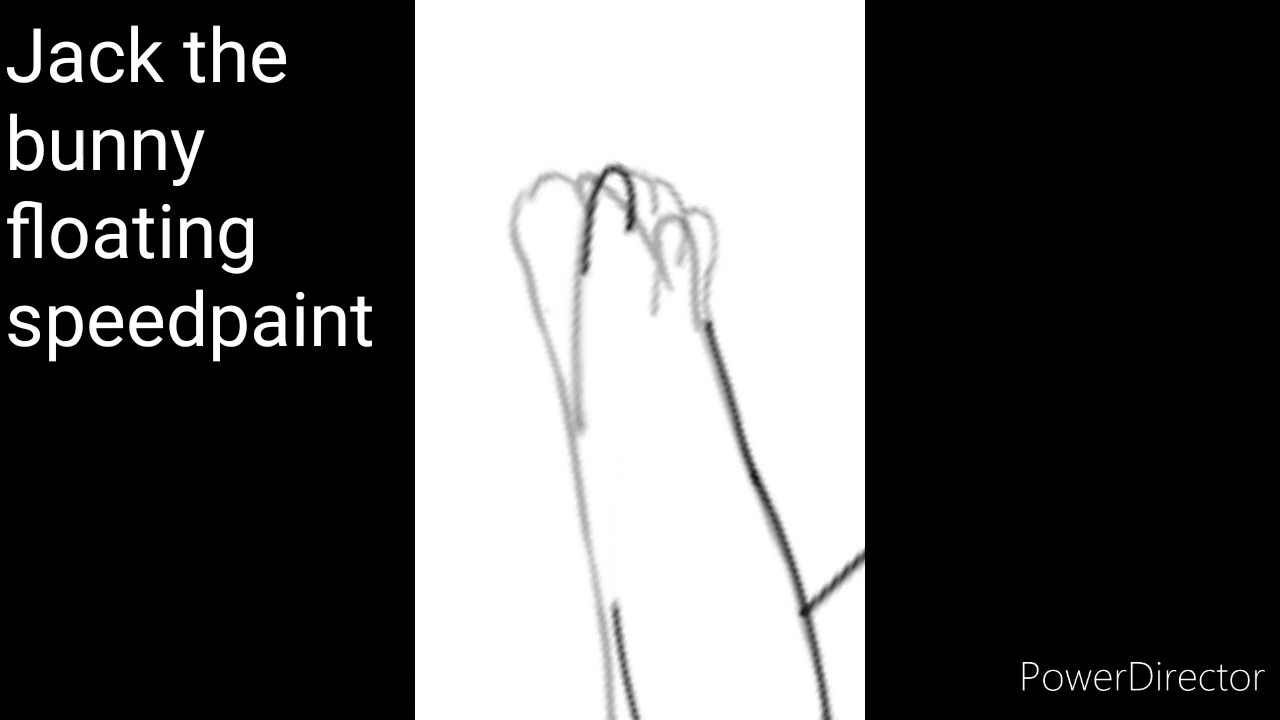 Jack the
bunny
floating
speedpaint
PowerDirector